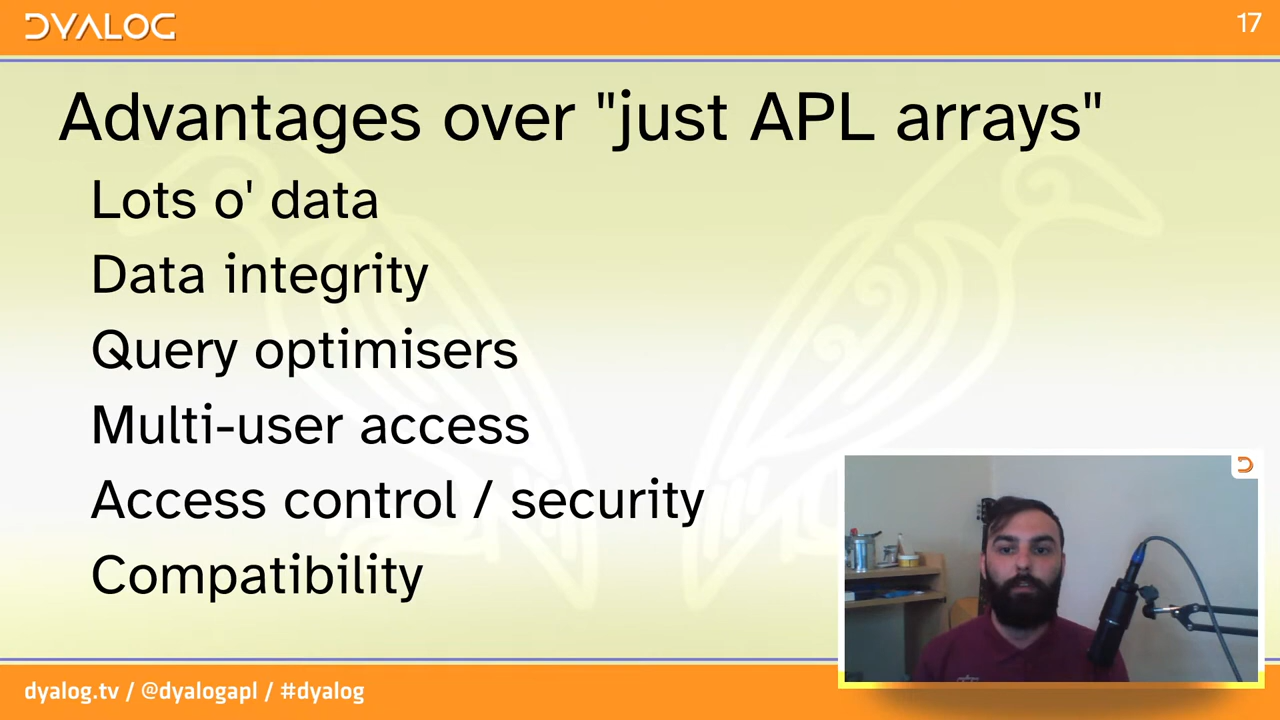 DYALOG
17
Advantages over "just APL arrays"
Lots o' data
Data integrity
Query optimisers
Multi-user access
Access control / security
Compatibility
dyalog.tv / @dyalogapl / #dyalog